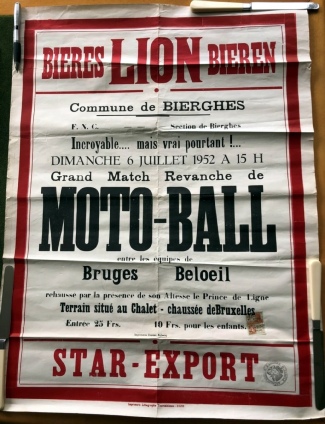 BIERES LION BIEREN
Commune de BIERGHES
F. N. C. Section de Bierghes
Incroyable.... mais vrai pourtant !...
DIMANCHE 6 JUILLET 1952 A 15 H
Grand Match Revanche de
MOTO-BALL
entre les équipes de
Bruges Beloeil
rehaussé par la présence de son Altesse le Prince de Ligne
Terrain situé au Chalet - chaussée de Bruxelles
Entrée 25 Frs. 10 Frs. pour les enfants.
STAR-EXPORT